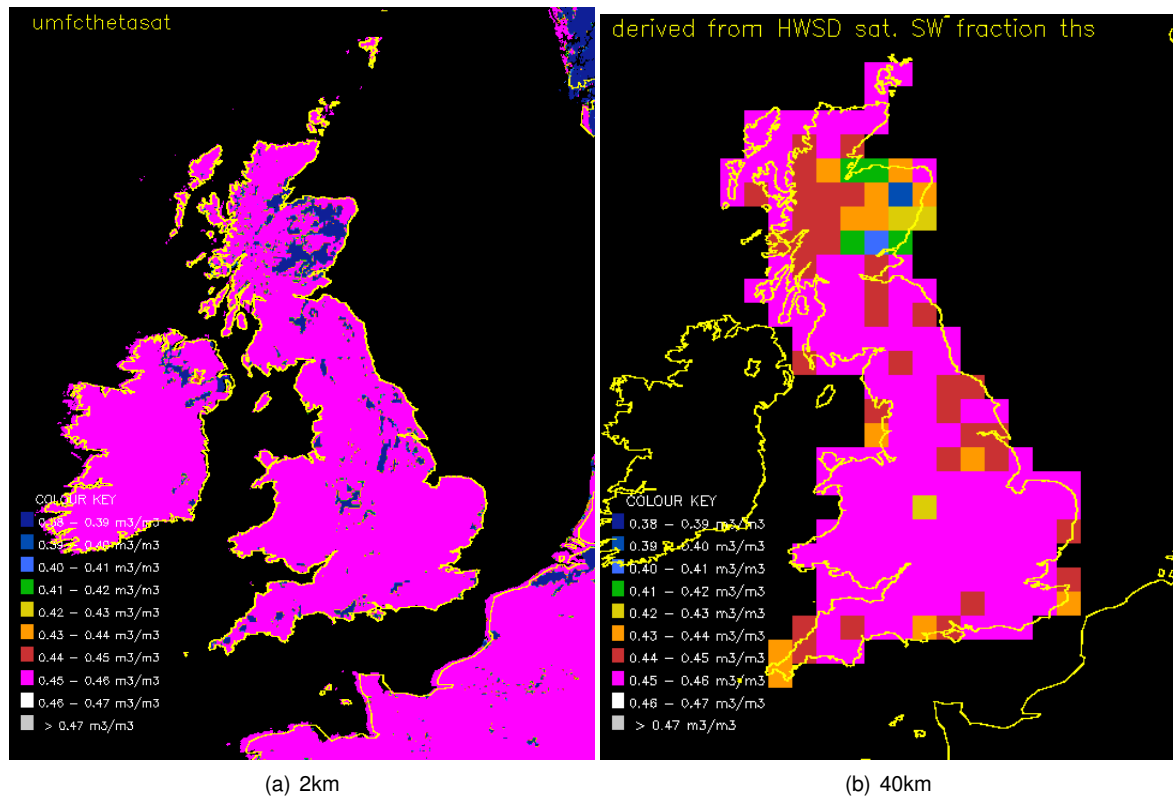 umfcthetasat
COLOUR KEY
0.38 – 0.39 m3/m3
0.39 – 0.40 m3/m3
0.40 – 0.41 m3/m3
0.41 – 0.42 m3/m3
0.42 – 0.43 m3/m3
0.43 – 0.44 m3/m3
0.44 – 0.45 m3/m3
0.45 – 0.46 m3/m3
0.46 – 0.47 m3/m3
> 0.47 m3/m3
(a) 2km
derived from HWSD sat. SW fraction ths
COLOUR KEY
0.38 – 0.39 m3/m3
0.39 – 0.40 m3/m3
0.40 – 0.41 m3/m3
0.41 – 0.42 m3/m3
0.42 – 0.43 m3/m3
0.43 – 0.44 m3/m3
0.44 – 0.45 m3/m3
0.45 – 0.46 m3/m3
0.46 – 0.47 m3/m3
> 0.47 m3/m3
(b) 40km